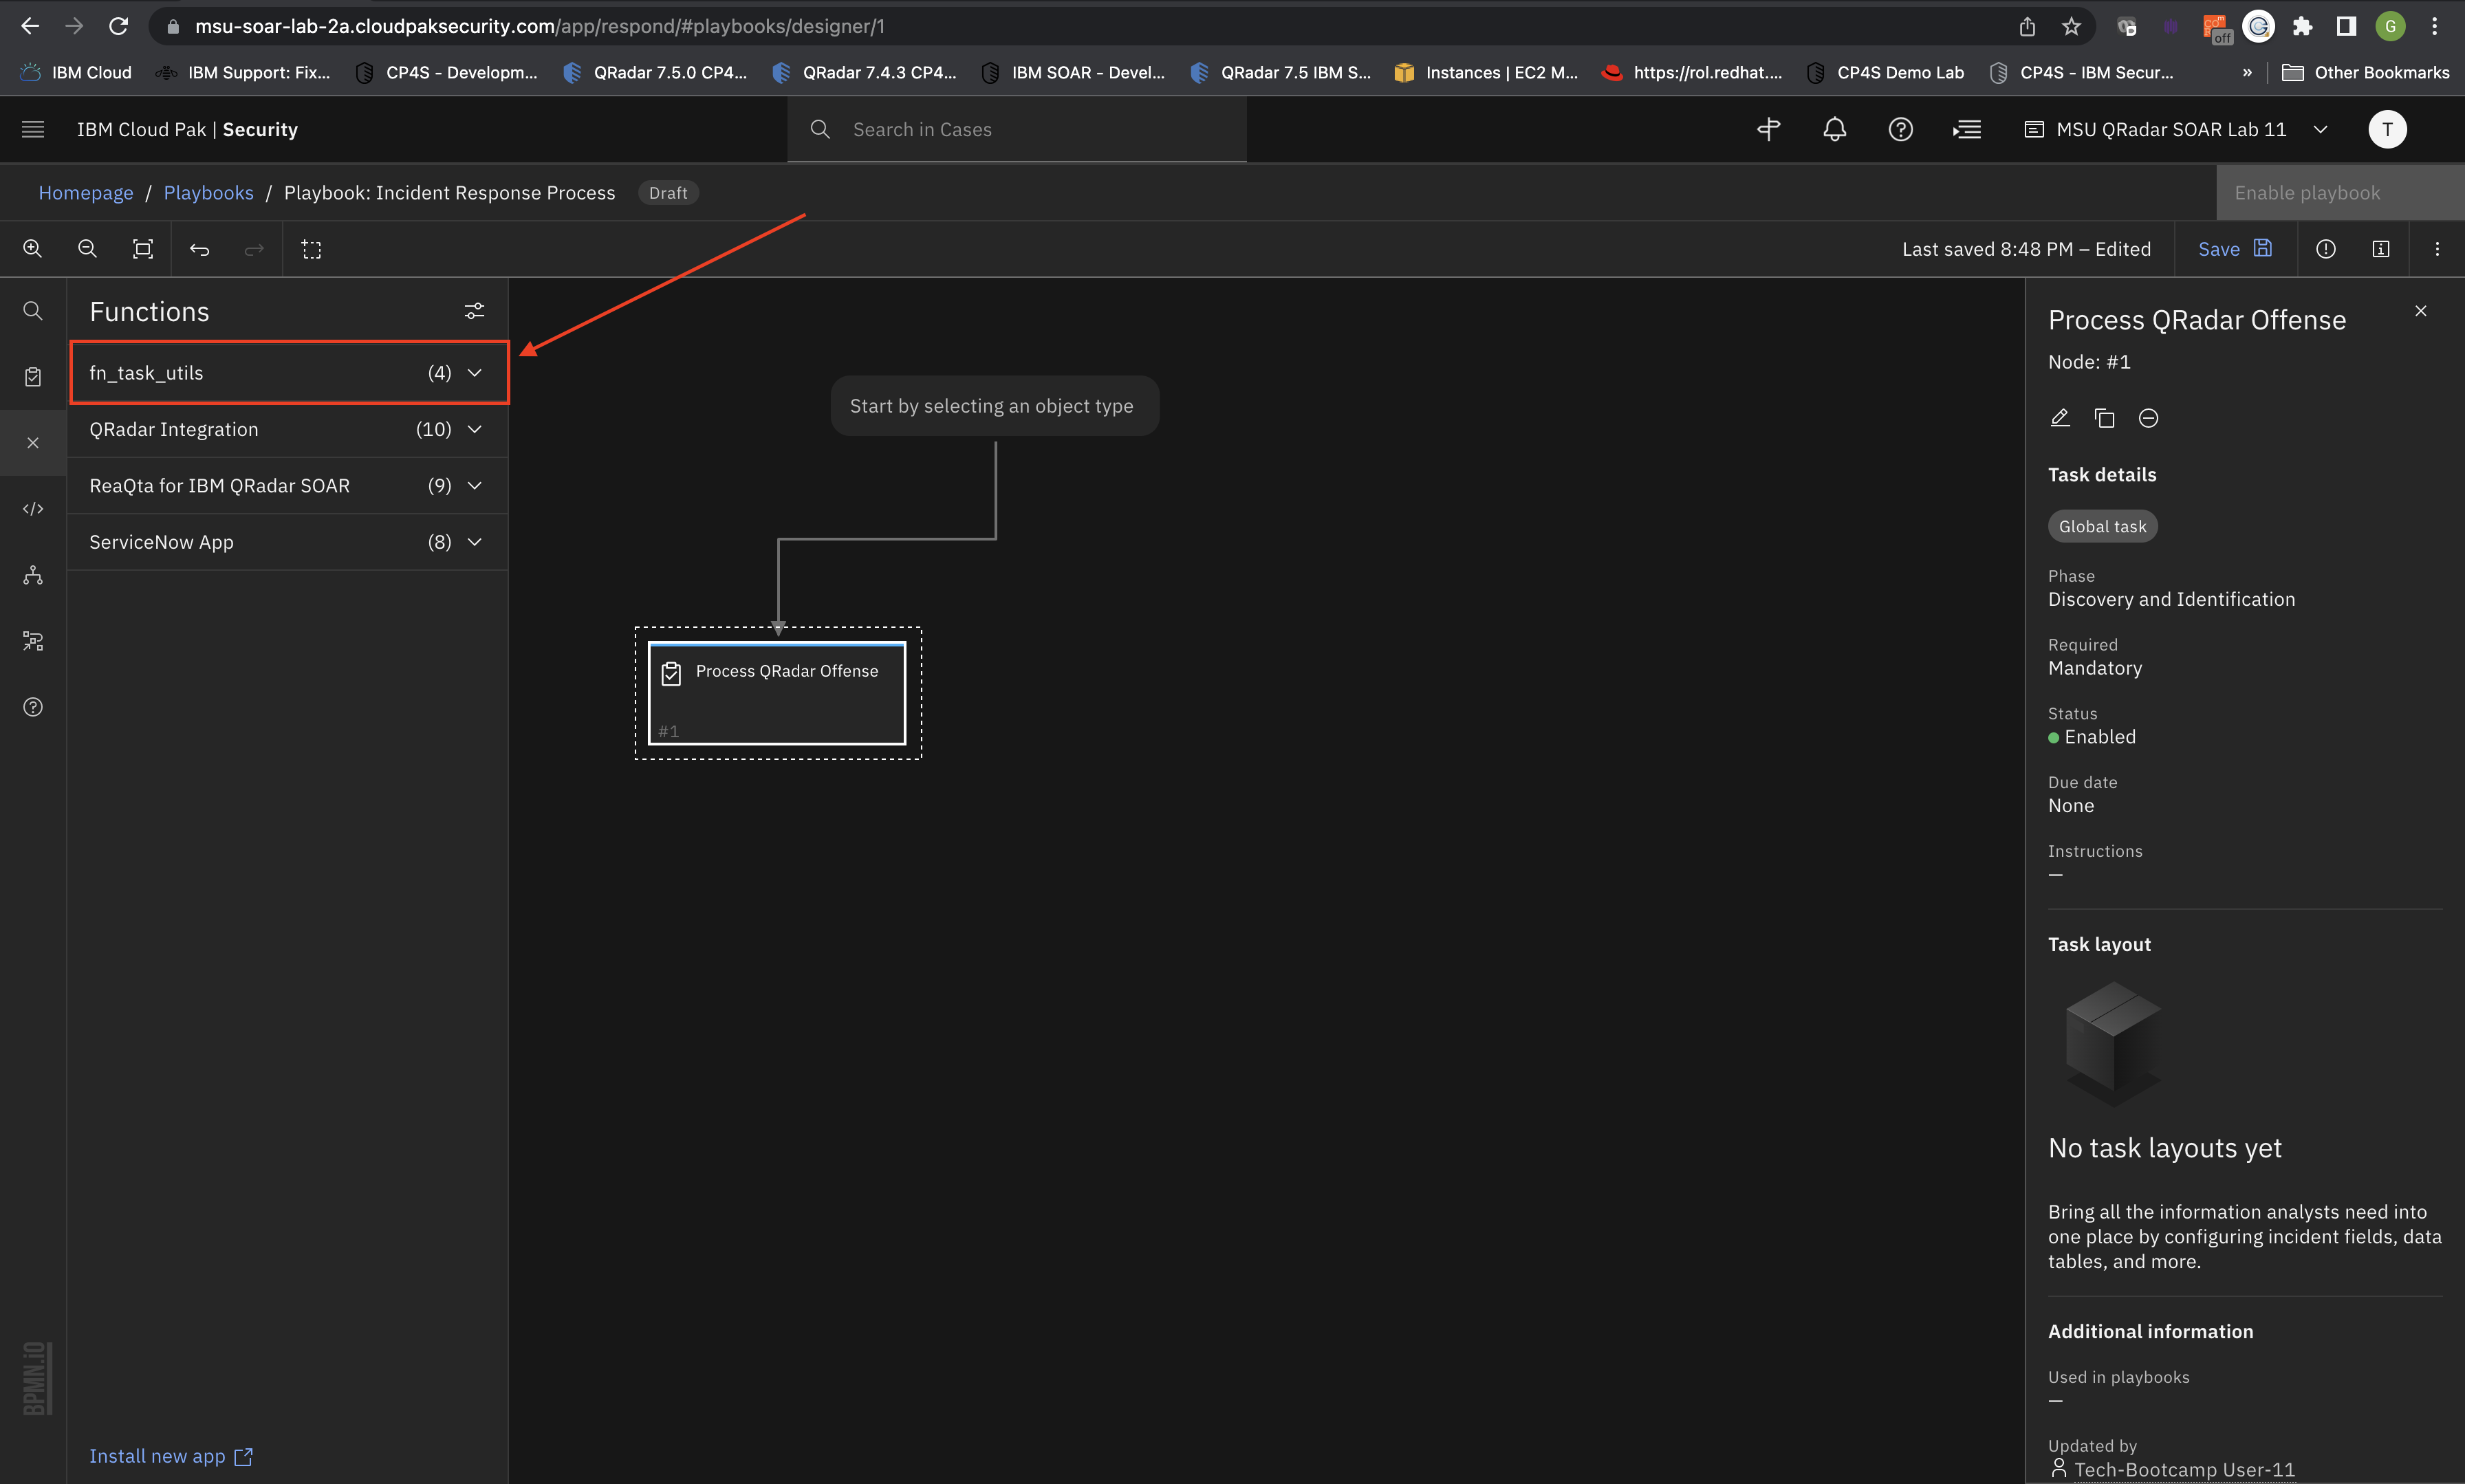 msu-soar-lab-2a.cloudpaksecurity.com/app/respond/#playbooks/designer/1
off
G
IBM Cloud
IBM Support: Fix...
CP4S - Developm...
QRadar 7.5.0 CP4...
QRadar 7.4.3 CP4...
IBM SOAR - Devel...
QRadar 7.5 IBM S...
Instances | EC2 M...
https://rol.redhat....
CP4S Demo Lab
CP4S - IBM Secur...
»
Other Bookmarks
IBM Cloud Pak | Security
Search in Cases
MSU QRadar SOAR Lab 11
T
Homepage / Playbooks / Playbook: Incident Response Process
Draft
Enable playbook
Last saved 8:48 PM – Edited
Save
Functions
fn_task_utils (4)
QRadar Integration (10)
ReaQta for IBM QRadar SOAR (9)
ServiceNow App (8)
Install new app
BPMN.iO
Start by selecting an object type
Process QRadar Offense
#1
Process QRadar Offense
Node: #1
Task details
Global task
Phase
Discovery and Identification
Required
Mandatory
Status
Enabled
Due date
None
Instructions
—
Task layout
No task layouts yet
Bring all the information analysts need into
one place by configuring incident fields, data
tables, and more.
Additional information
Used in playbooks
—
Updated by
Tech-Bootcamp User-11